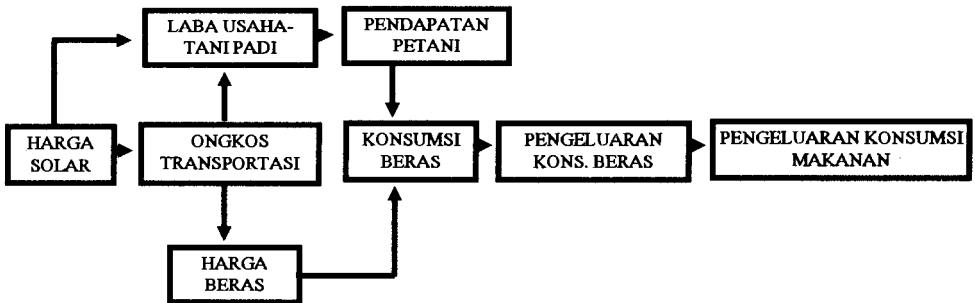 LABA USAHA-
TANI PADI
PENDAPATAN
PETANI
HARGA
SOLAR
ONGKOS
TRANSPORTASI
KONSUMSI
BERAS
PENGELUARAN
KONS. BERAS
PENGELUARAN KONSUMSI
MAKANAN
HARGA
BERAS